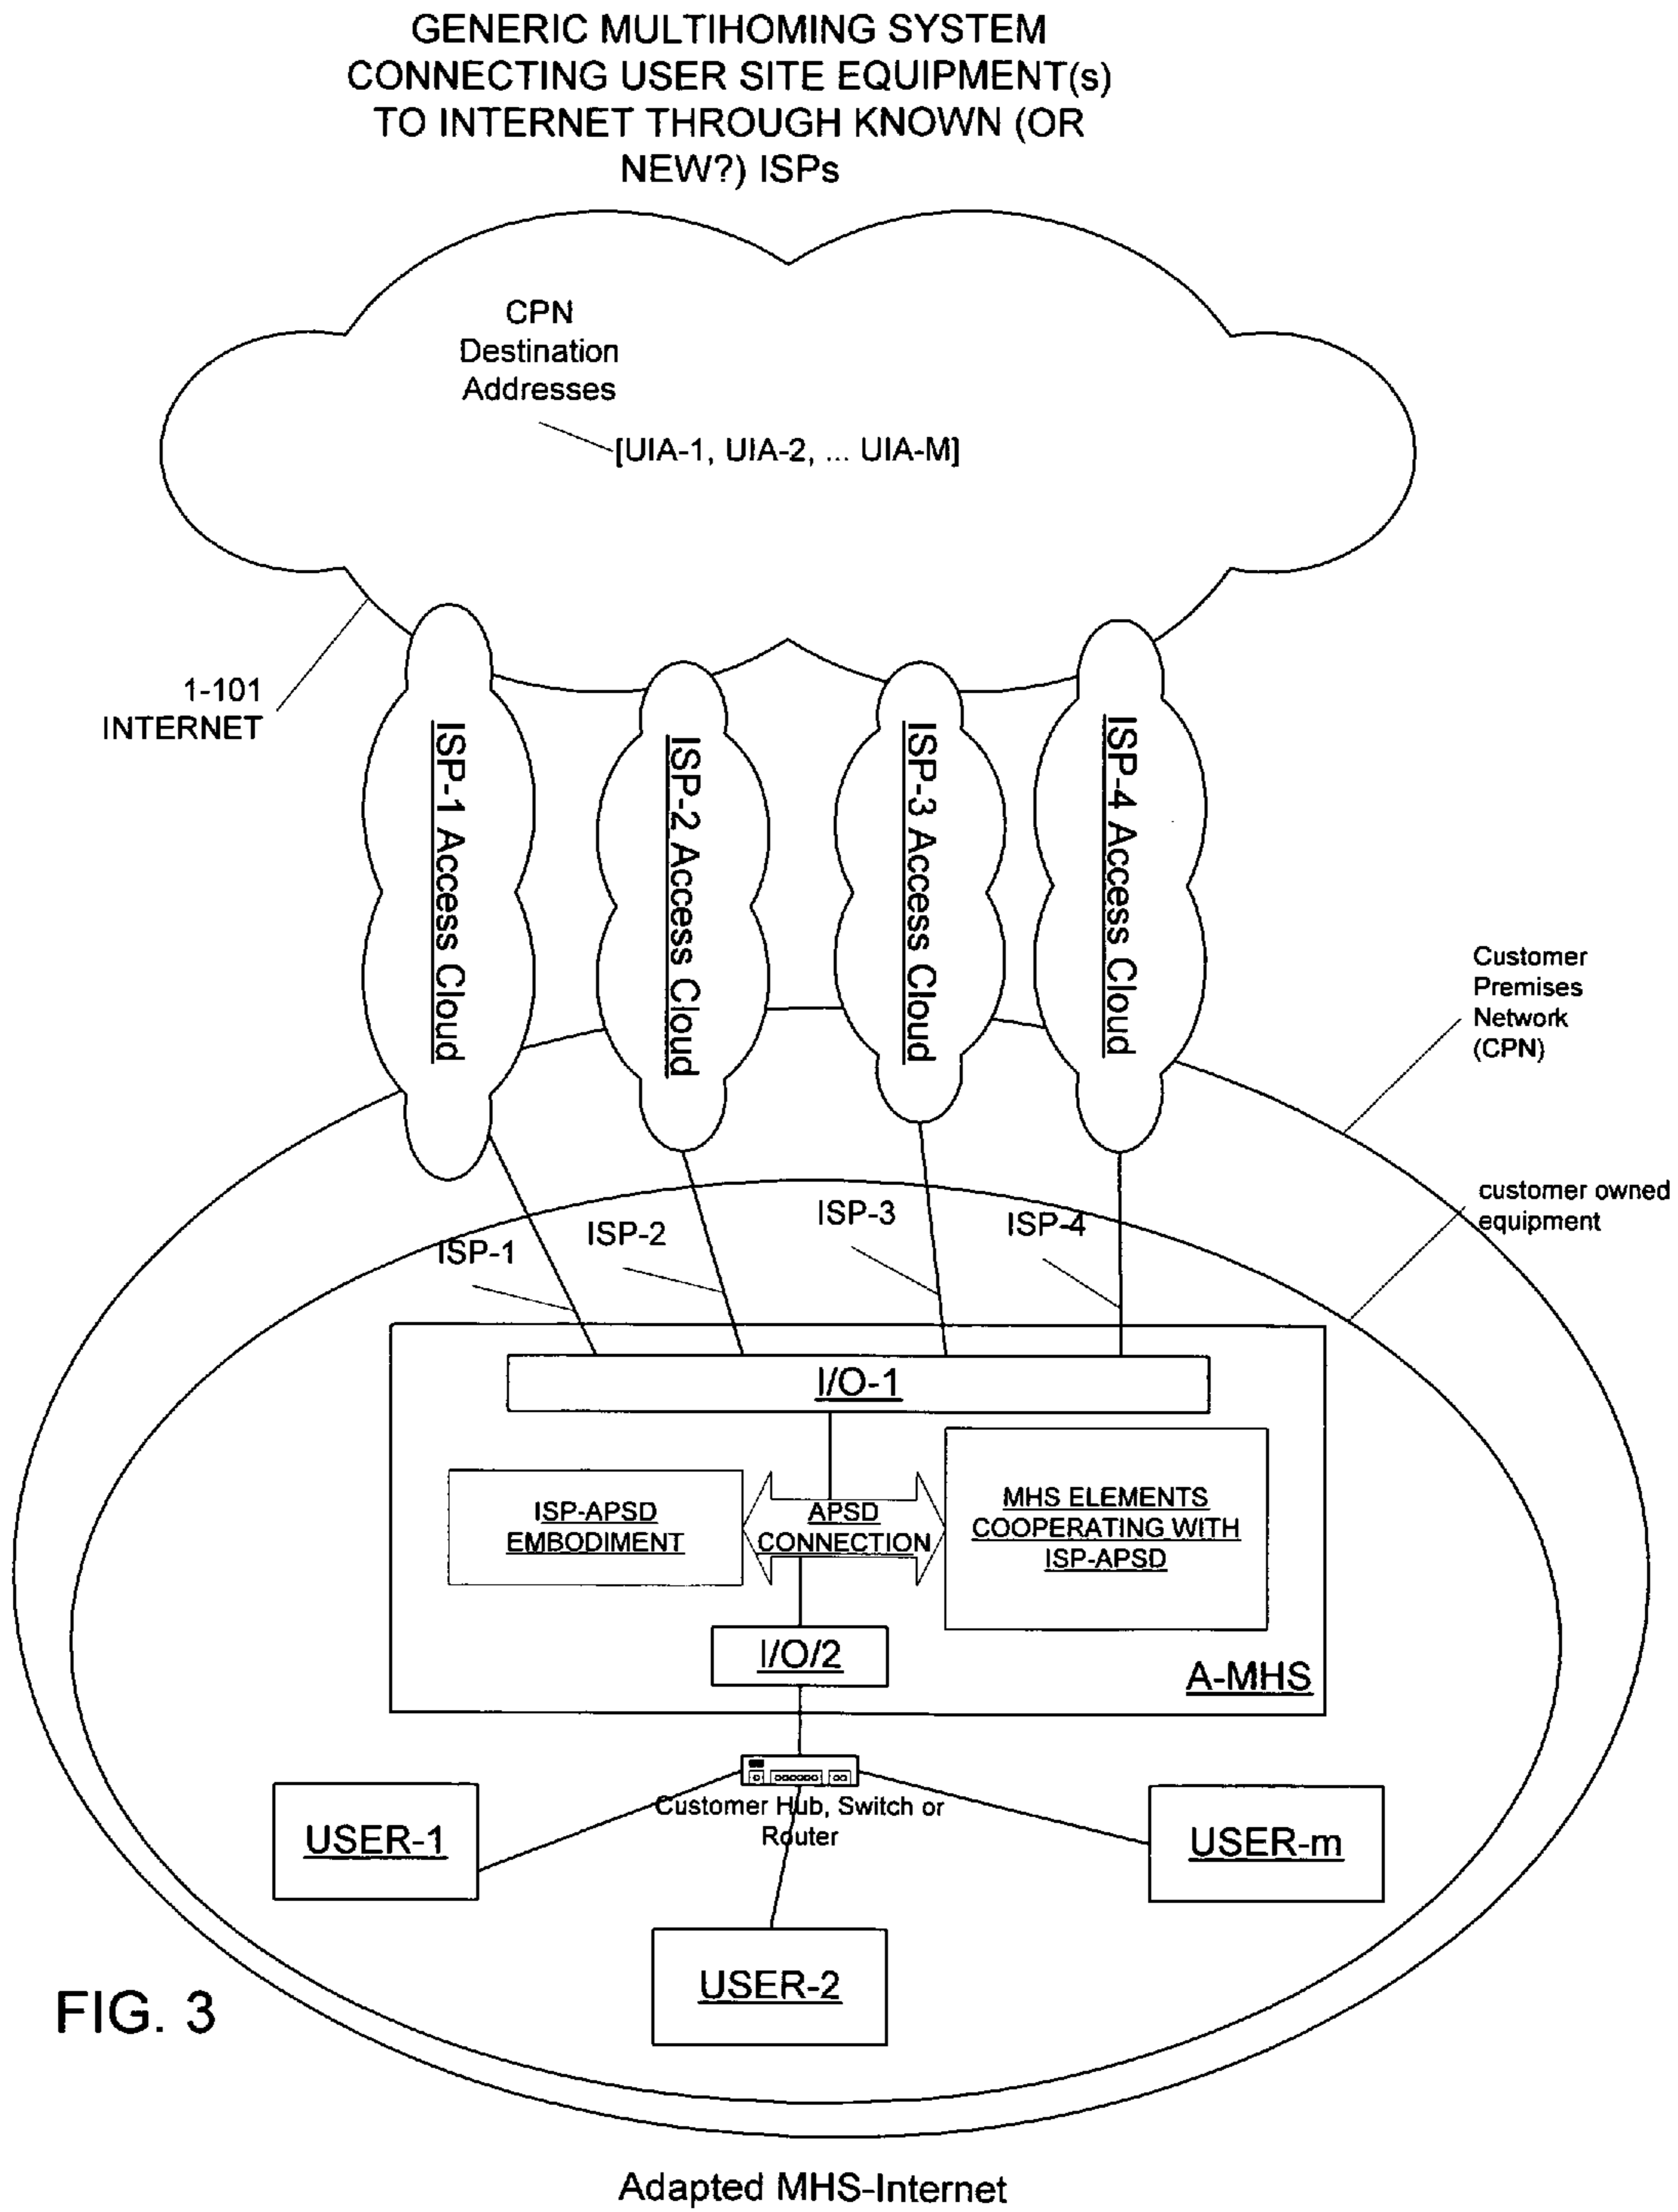 GENERIC MULTIHOMING SYSTEM
CONNECTING USER SITE EQUIPMENT(s)
TO INTERNET THROUGH KNOWN (OR
NEW?) ISPs
CPN
Destination
Addresses
[UIA-1, UIA-2, ... UIA-M]
1-101
INTERNET
ISP-1 Access Cloud
ISP-2 Access Cloud
ISP-3 Access Cloud
ISP-4 Access Cloud
Customer
Premises
Network
(CPN)
customer owned
equipment
ISP-1
ISP-2
ISP-3
ISP-4
I/O-1
ISP-APSD
EMBODIMENT
APSD
CONNECTION
MHS ELEMENTS
COOPERATING WITH
ISP-APSD
I/O/2
A-MHS
Customer Hub, Switch or
Router
USER-1
USER-m
USER-2
FIG. 3
Adapted MHS-Internet